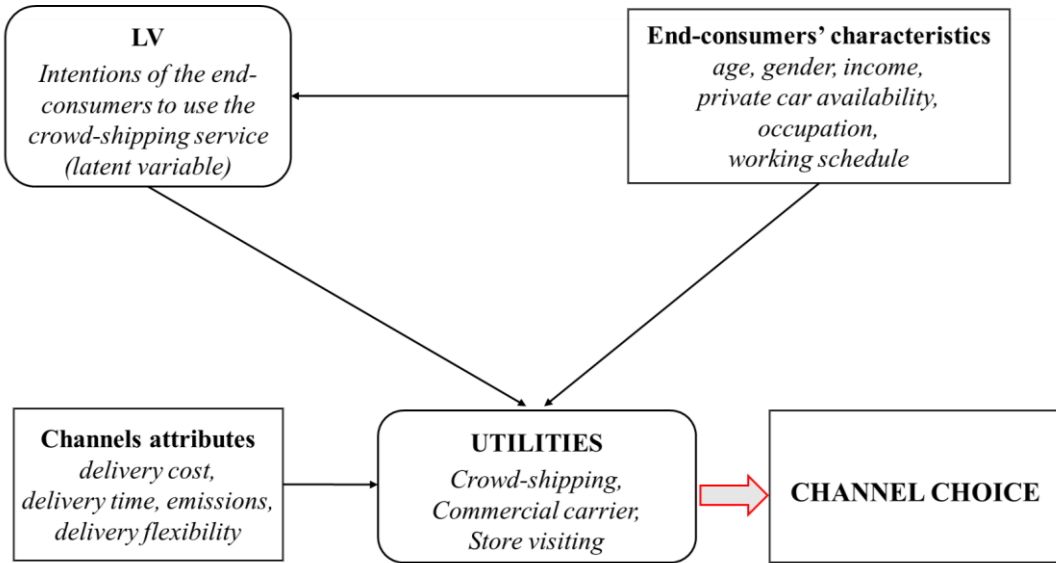 LV
Intentions of the end-
consumers to use the
crowd-shipping service
(latent variable)
End-consumers’ characteristics
age, gender, income,
private car availability,
occupation,
working schedule
Channels attributes
delivery cost,
delivery time, emissions,
delivery flexibility
UTILITIES
Crowd-shipping,
Commercial carrier,
Store visiting
CHANNEL CHOICE